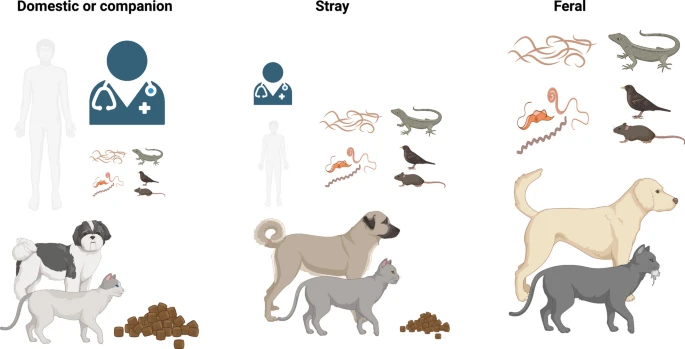 Domestic or companion
Stray
Feral